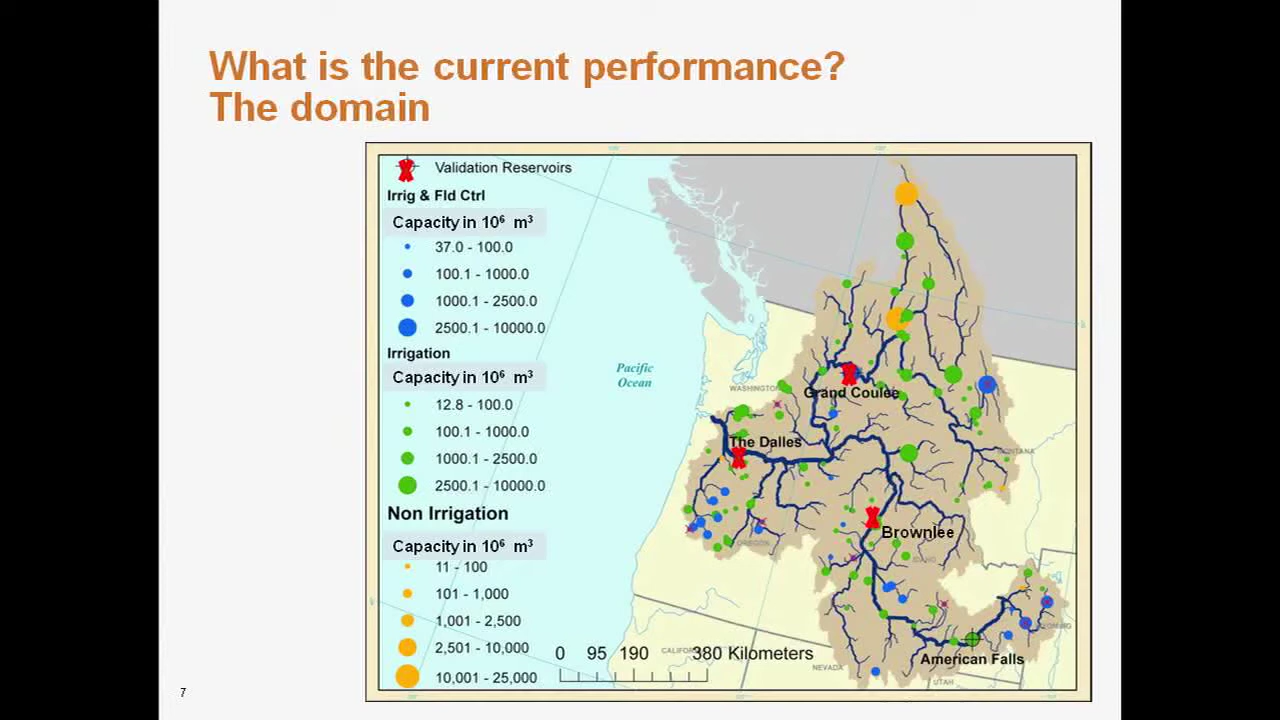 What is the current performance?
The domain
Validation Reservoirs
Irrig & Fld Ctrl
Capacity in 10⁶ m³
37.0 - 100.0
100.1 - 1000.0
1000.1 - 2500.0
2500.1 - 10000.0
Irrigation
Capacity in 10⁶ m³
12.8 - 100.0
100.1 - 1000.0
1000.1 - 2500.0
2500.1 - 10000.0
Non Irrigation
Capacity in 10⁶ m³
11 - 100
101 - 1,000
1,001 - 2,500
2,501 - 10,000
10,001 - 25,000
Pacific
Ocean
WASHINGTON
Grand Coulee
The Dalles
MONTANA
Brownlee
OREGON
IDAHO
WYOMING
American Falls
NEVADA
UTAH
0 95 190 380 Kilometers
7